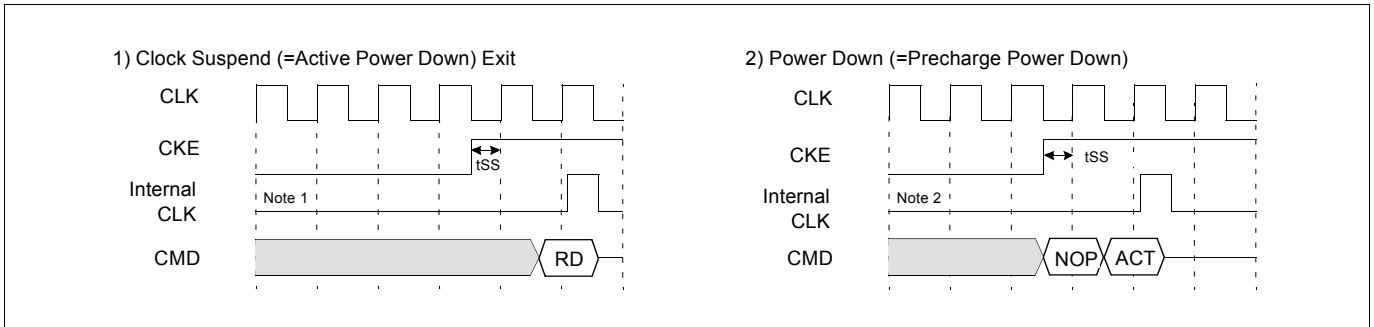 1) Clock Suspend (=Active Power Down) Exit
CLK
CKE
tSS
Internal
CLK
Note 1
CMD
RD
2) Power Down (=Precharge Power Down)
CLK
CKE
tSS
Internal
CLK
Note 2
CMD
NOP
ACT